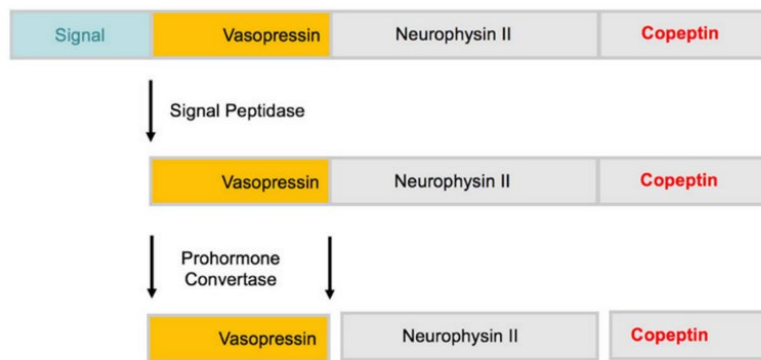 Signal Vasopressin Neurophysin II Copeptin
Signal Peptidase
Vasopressin Neurophysin II Copeptin
Prohormone
Convertase
Vasopressin Neurophysin II Copeptin